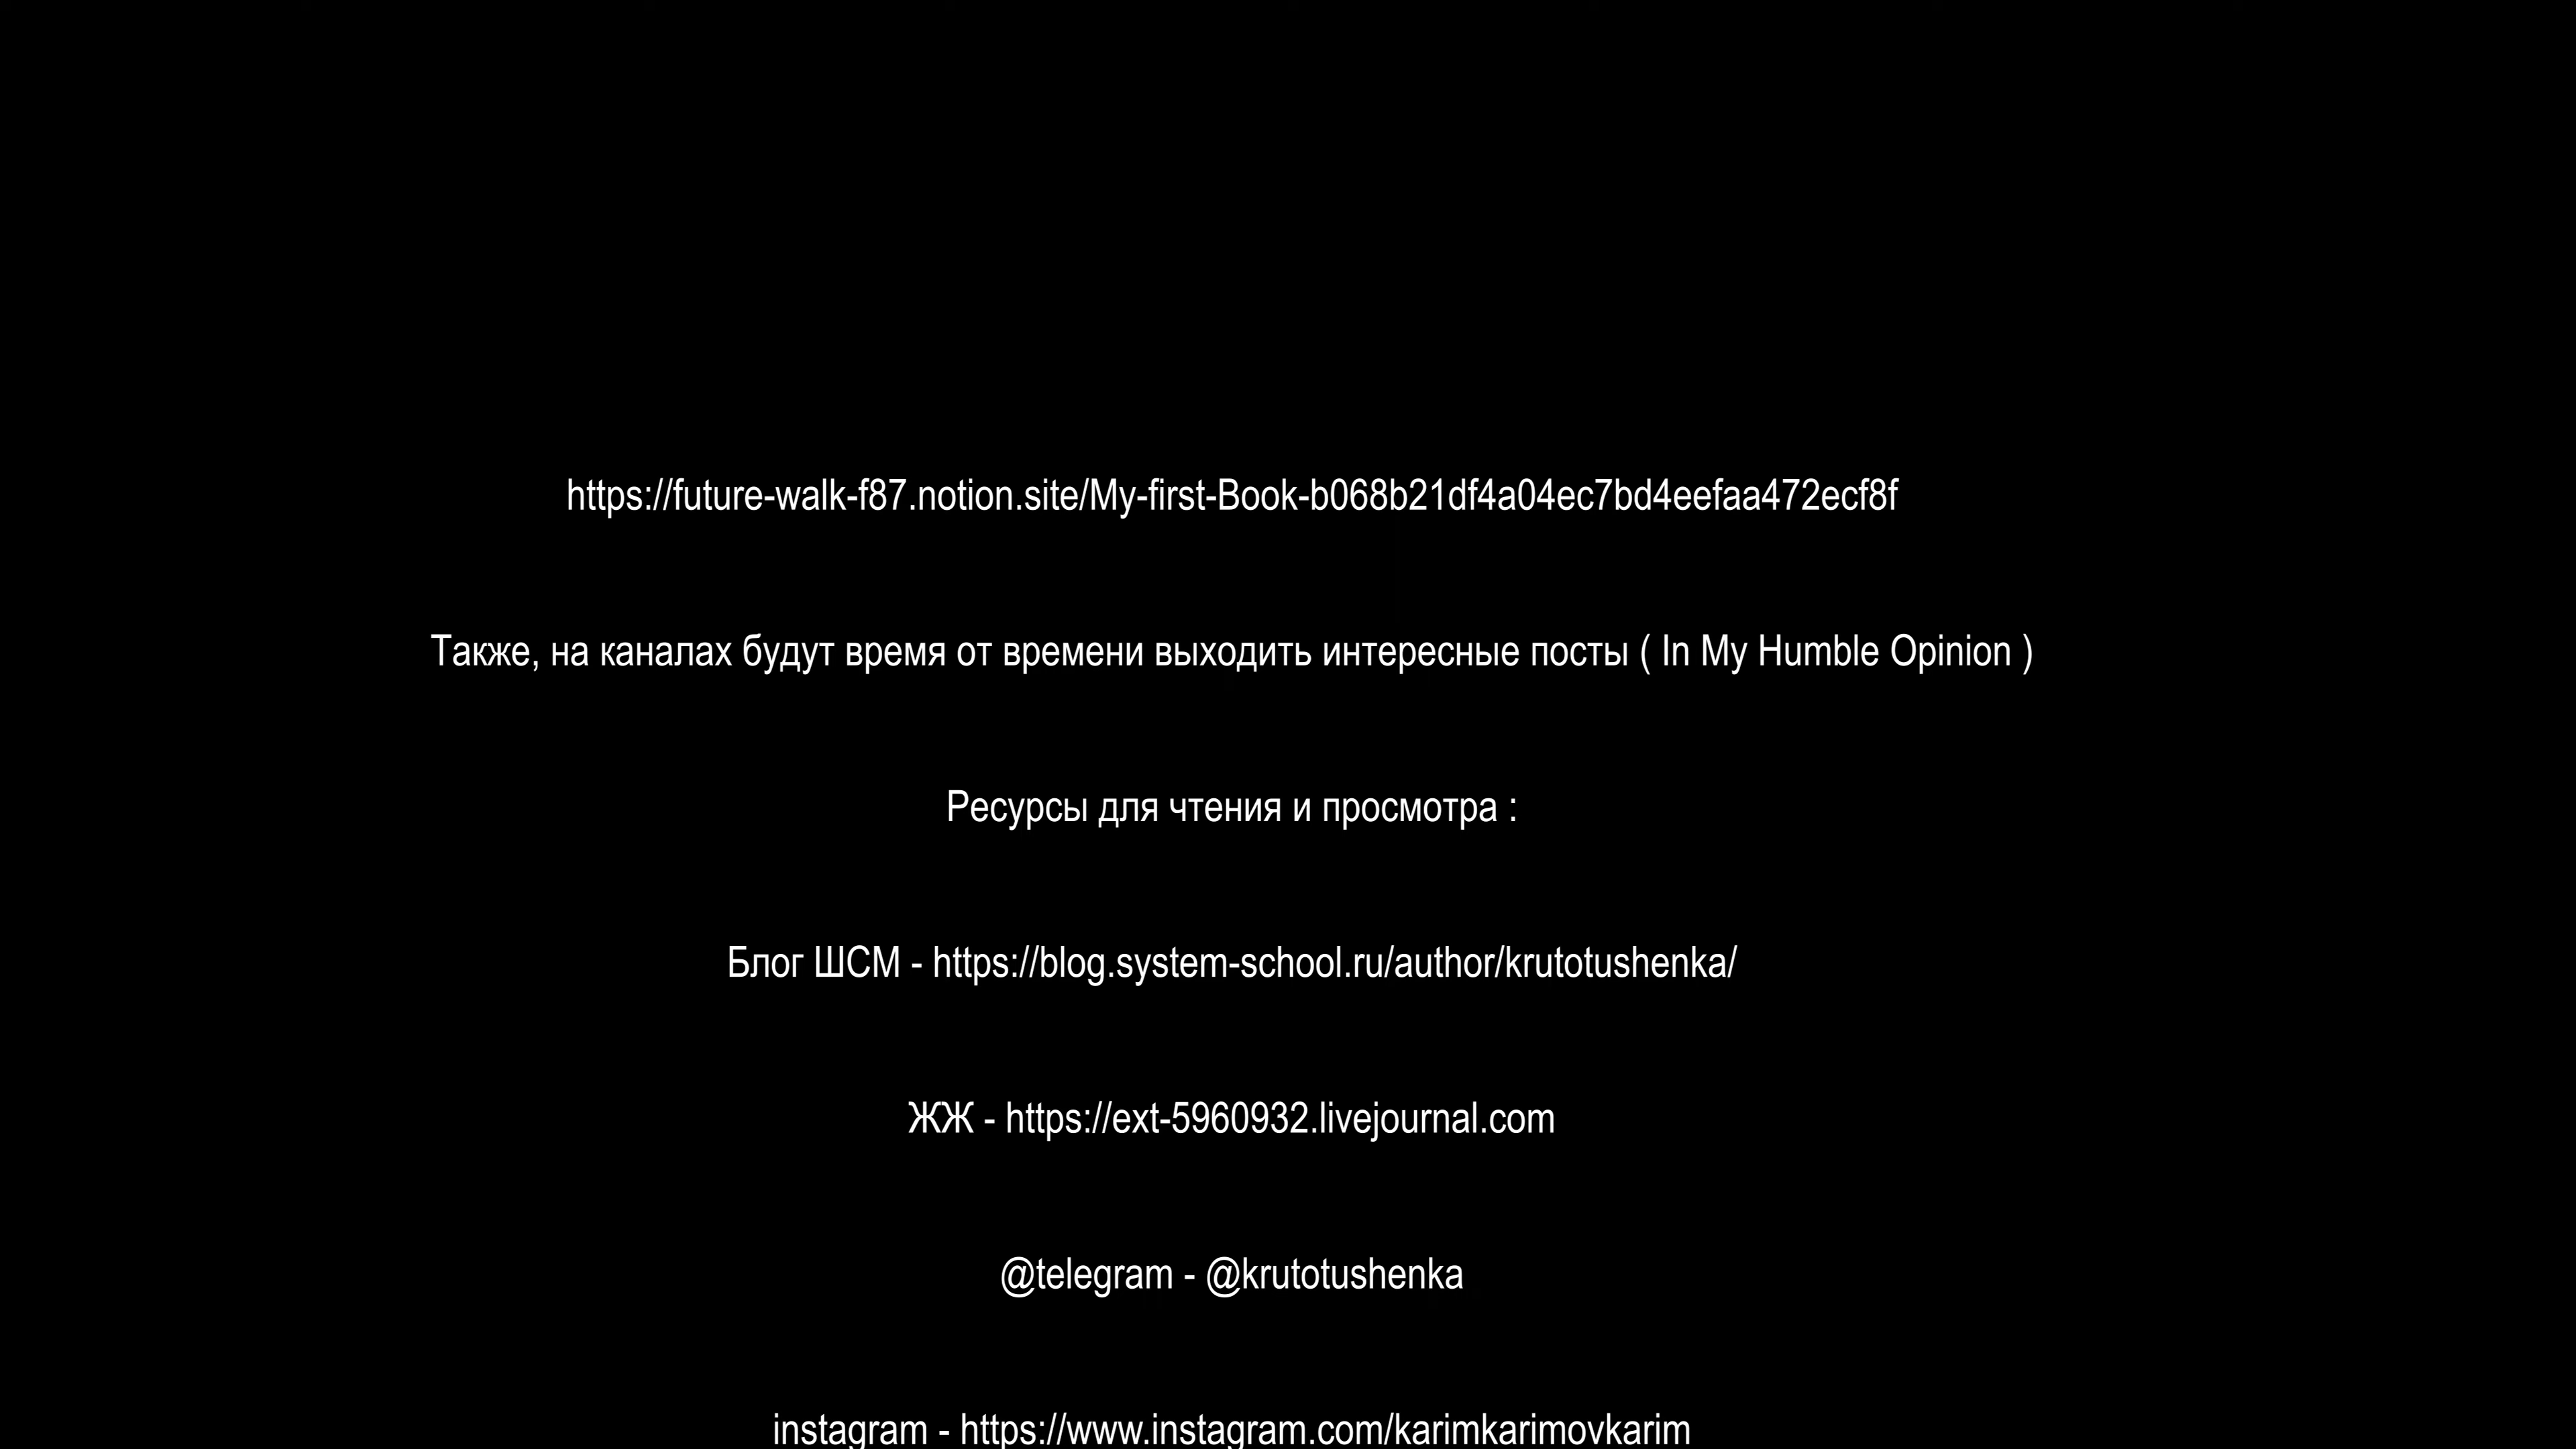 https://future-walk-f87.notion.site/My-first-Book-b068b21df4a04ec7bd4eefaa472ecf8f
Также, на каналах будут время от времени выходить интересные посты ( In My Humble Opinion )
Ресурсы для чтения и просмотра :
Блог ШСМ - https://blog.system-school.ru/author/krutotushenka/
ЖЖ - https://ext-5960932.livejournal.com
@telegram - @krutotushenka
instagram - https://www.instagram.com/karimkarimovkarim